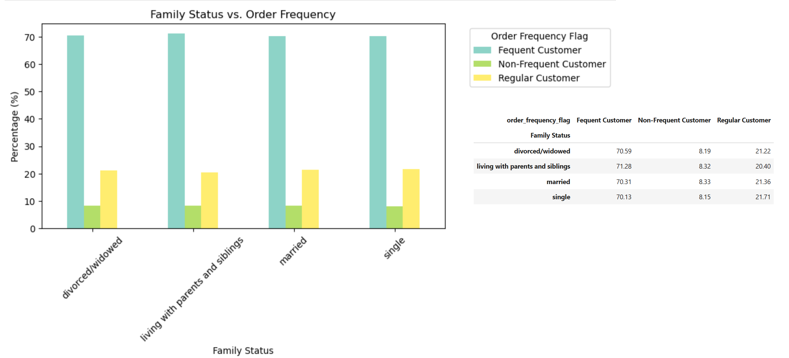 Family Status vs. Order Frequency
Percentage (%)
70
60
50
40
30
20
10
0
divorced/widowed
living with parents and siblings
married
single
Family Status
Order Frequency Flag
Fequent Customer
Non-Frequent Customer
Regular Customer
order_frequency_flag Fequent Customer Non-Frequent Customer Regular Customer
Family Status
divorced/widowed 70.59 8.19 21.22
living with parents and siblings 71.28 8.32 20.40
married 70.31 8.33 21.36
single 70.13 8.15 21.71